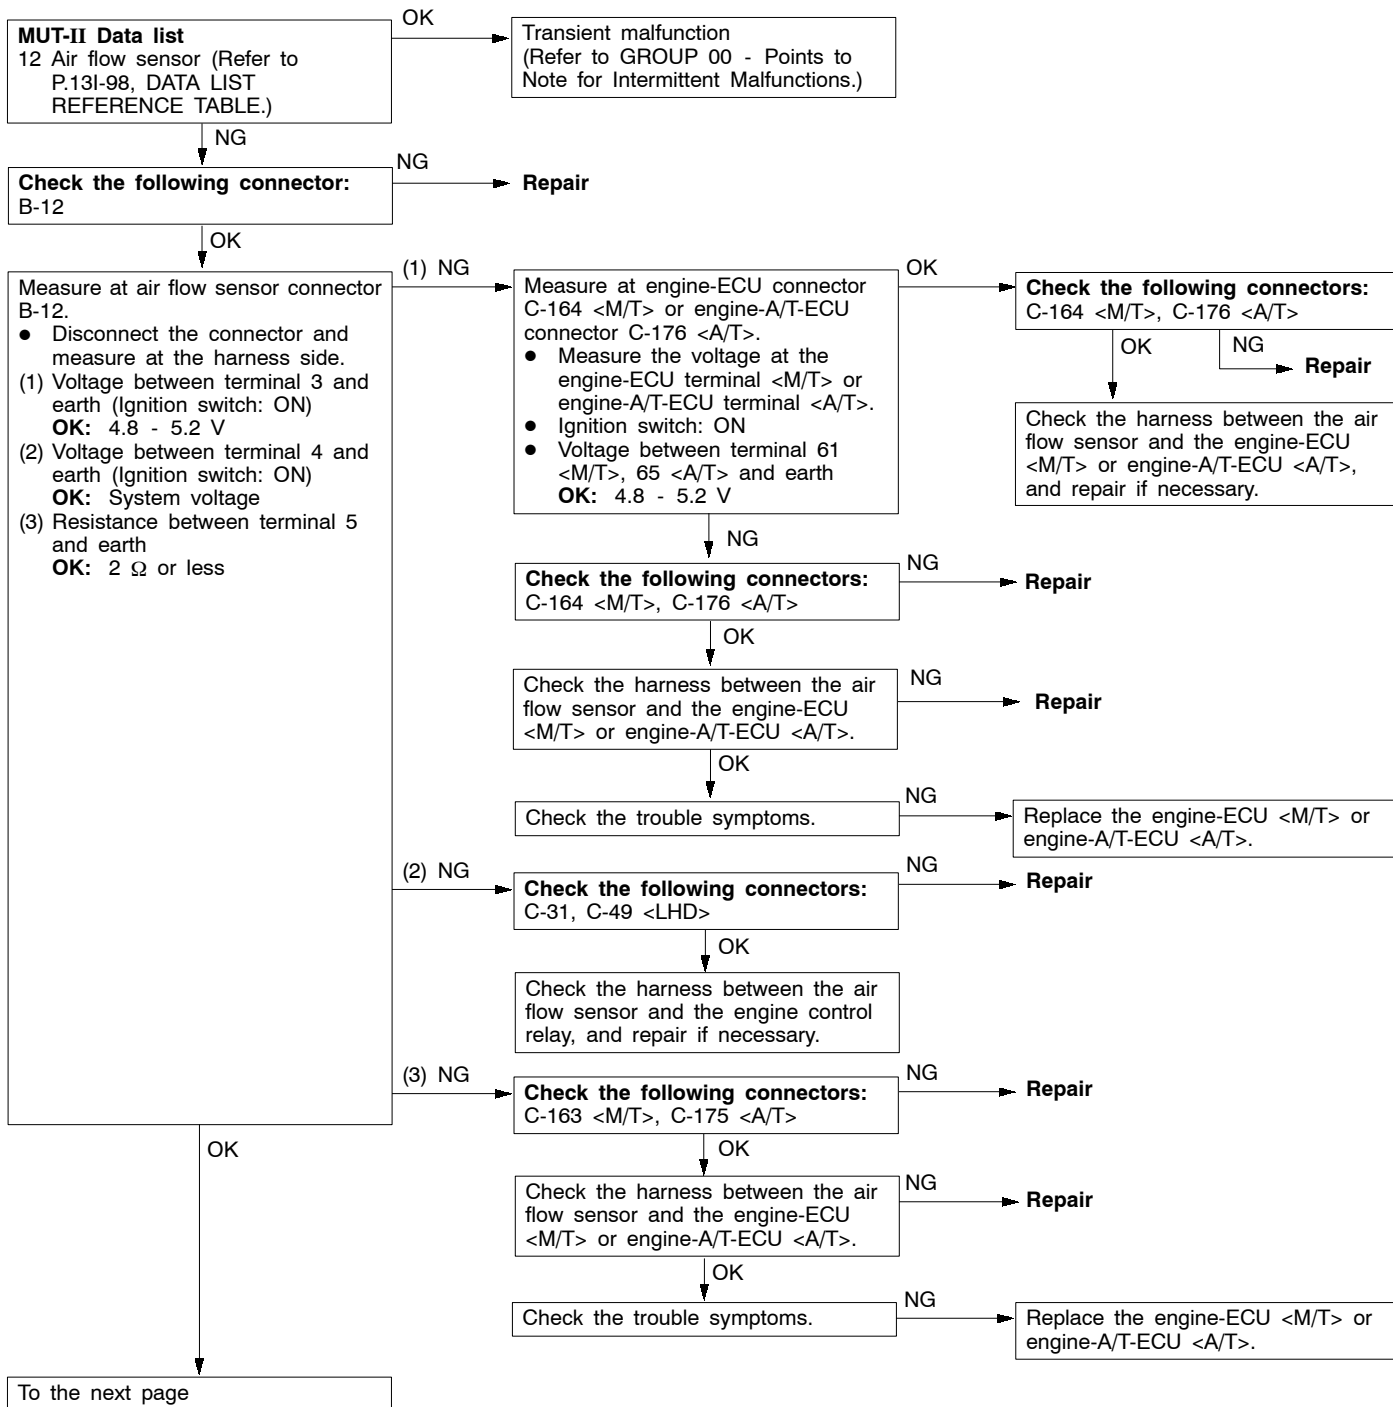 MUT-II Data list
12 Air flow sensor (Refer to
P.13I-98, DATA LIST
REFERENCE TABLE.)
OK
Transient malfunction
(Refer to GROUP 00 - Points to
Note for Intermittent Malfunctions.)
NG
Check the following connector:
B-12
NG
Repair
OK
Measure at air flow sensor connector
B-12.
● Disconnect the connector and
measure at the harness side.
(1) Voltage between terminal 3 and
earth (Ignition switch: ON)
OK: 4.8 - 5.2 V
(2) Voltage between terminal 4 and
earth (Ignition switch: ON)
OK: System voltage
(3) Resistance between terminal 5
and earth
OK: 2 Ω or less
(1) NG
Measure at engine-ECU connector
C-164 <M/T> or engine-A/T-ECU
connector C-176 <A/T>.
● Measure the voltage at the
engine-ECU terminal <M/T> or
engine-A/T-ECU terminal <A/T>.
● Ignition switch: ON
● Voltage between terminal 61
<M/T>, 65 <A/T> and earth
OK: 4.8 - 5.2 V
OK
Check the following connectors:
C-164 <M/T>, C-176 <A/T>
OK
NG
Repair
Check the harness between the air
flow sensor and the engine-ECU
<M/T> or engine-A/T-ECU <A/T>,
and repair if necessary.
NG
Check the following connectors:
C-164 <M/T>, C-176 <A/T>
NG
Repair
OK
Check the harness between the air
flow sensor and the engine-ECU
<M/T> or engine-A/T-ECU <A/T>.
NG
Repair
OK
Check the trouble symptoms.
NG
Replace the engine-ECU <M/T> or
engine-A/T-ECU <A/T>.
(2) NG
Check the following connectors:
C-31, C-49 <LHD>
NG
Repair
OK
Check the harness between the air
flow sensor and the engine control
relay, and repair if necessary.
(3) NG
Check the following connectors:
C-163 <M/T>, C-175 <A/T>
NG
Repair
OK
Check the harness between the air
flow sensor and the engine-ECU
<M/T> or engine-A/T-ECU <A/T>.
NG
Repair
OK
Check the trouble symptoms.
NG
Replace the engine-ECU <M/T> or
engine-A/T-ECU <A/T>.
OK
To the next page